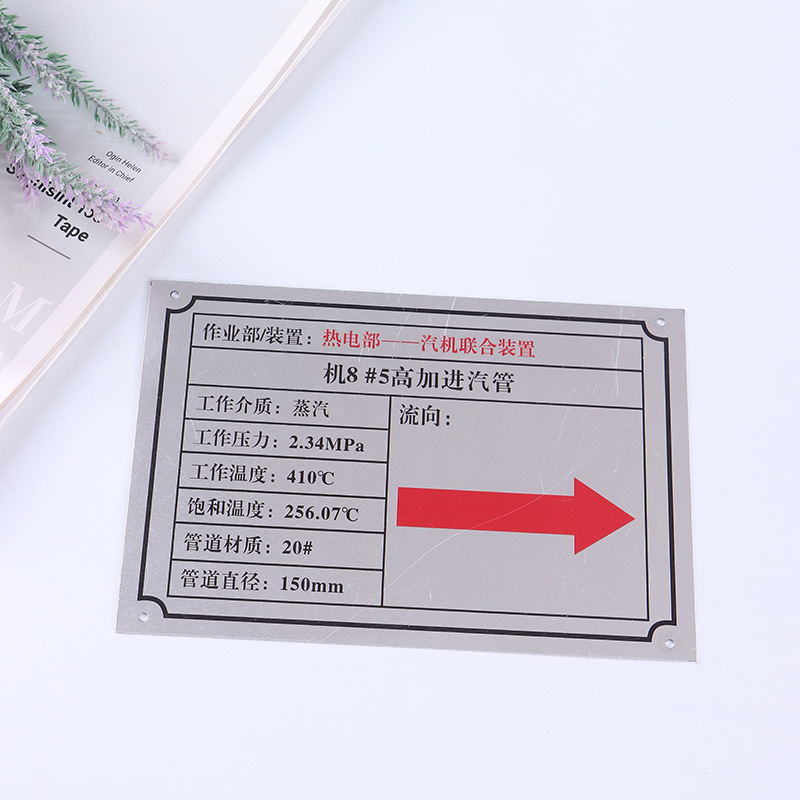 Ogin Helen
Editor in Chief
Tape
M
作业部/装置：热电部——汽机联合装置
机8 #5高加进汽管
工作介质：蒸汽
流向：
工作压力：2.34MPa
工作温度：410℃
饱和温度：256.07℃
管道材质：20#
管道直径：150mm